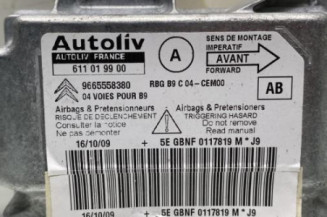 Autoliv
AUTOLIV FRANCE
611 01 99 00
A
SENS DE MONTAGE
IMPERATIF
AVANT
FORWARD
9665558380
04 VOIES POUR B9
RBG B9 C 04-CEM00
AB
Airbags & Pretensionneurs
RISQUE DE DECLENCHEMENT
Consulter la notice
Ne pas demonter
Airbags & Pretensioners
TRIGGERING HASARD
Do not remove
Read manual
16/10/09 + 5E GBNF 0117819 M * J9
16/10/09 + 5E GBNF 0117819 M * J9